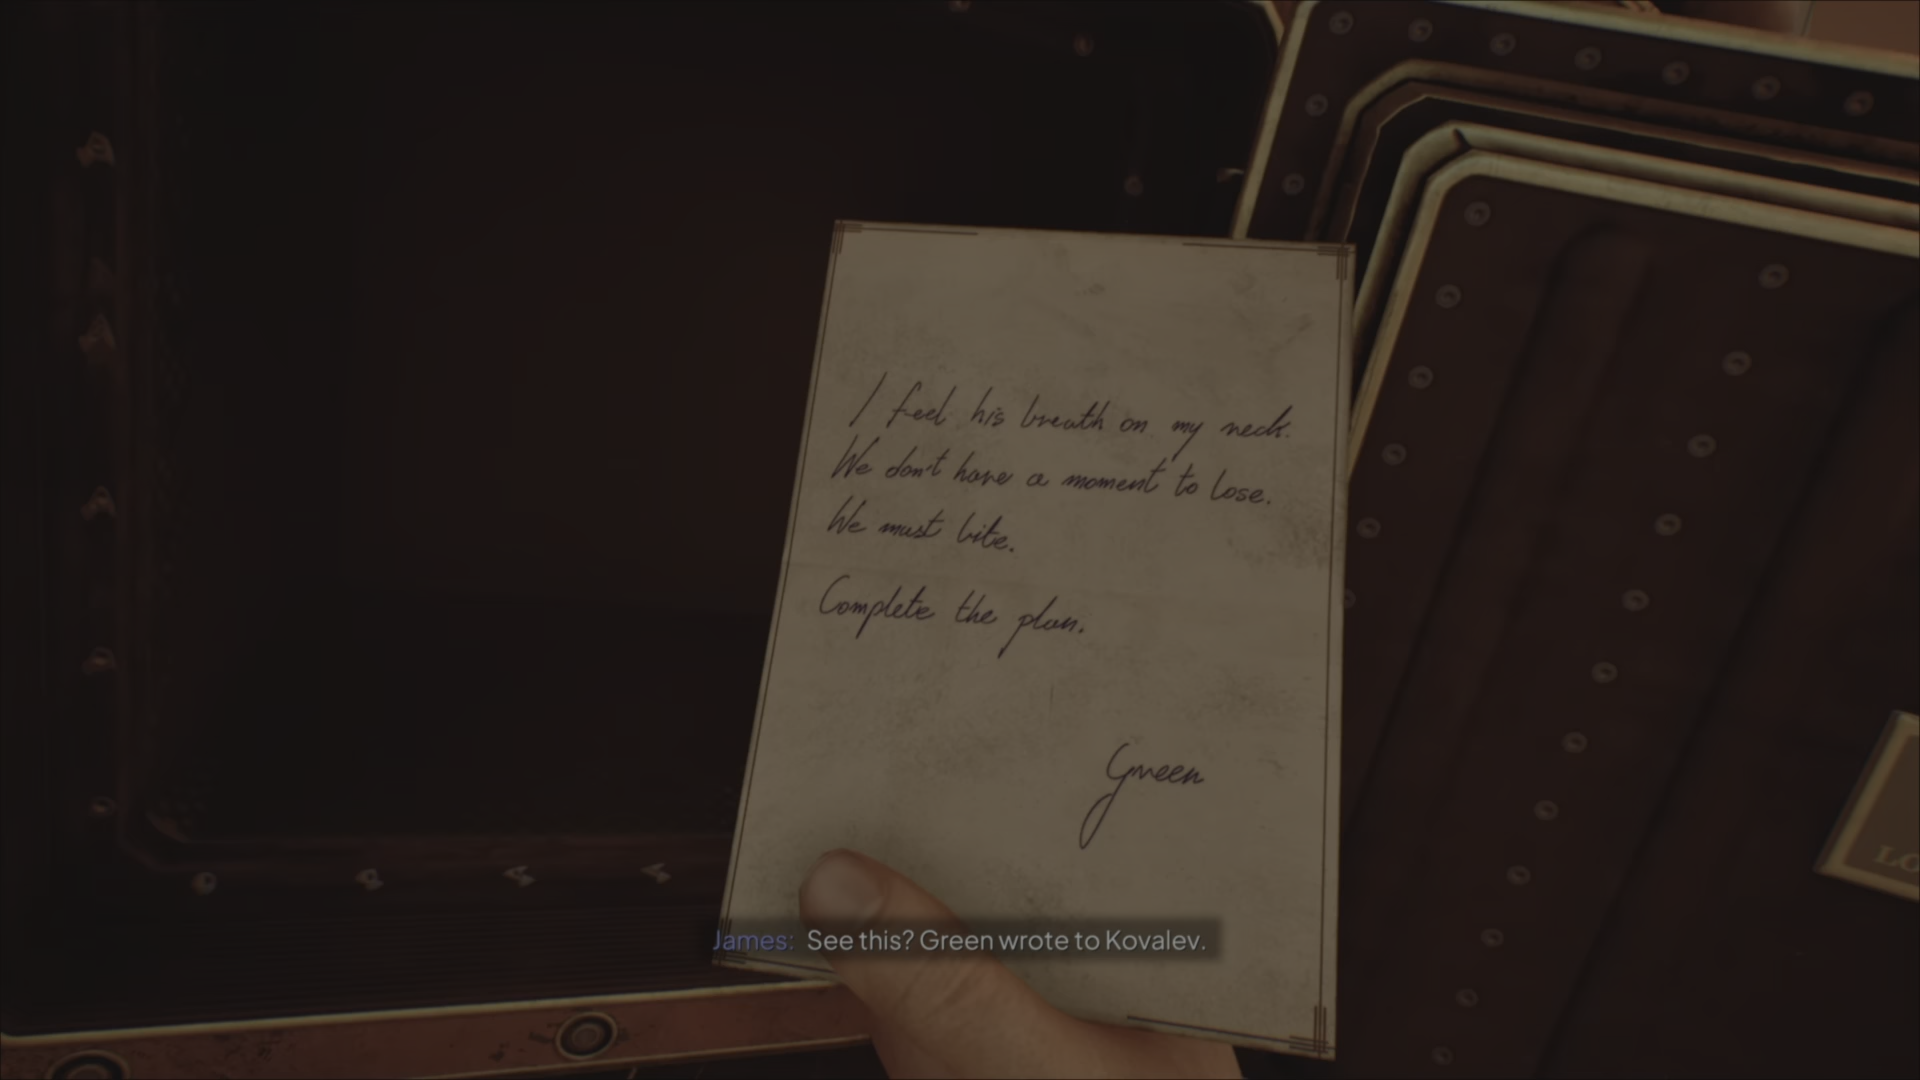 I feel his breath on my neck.
We don't have a moment to lose.
We must bite.
Complete the plan.
Green
LO
James: See this? Green wrote to Kovalev.